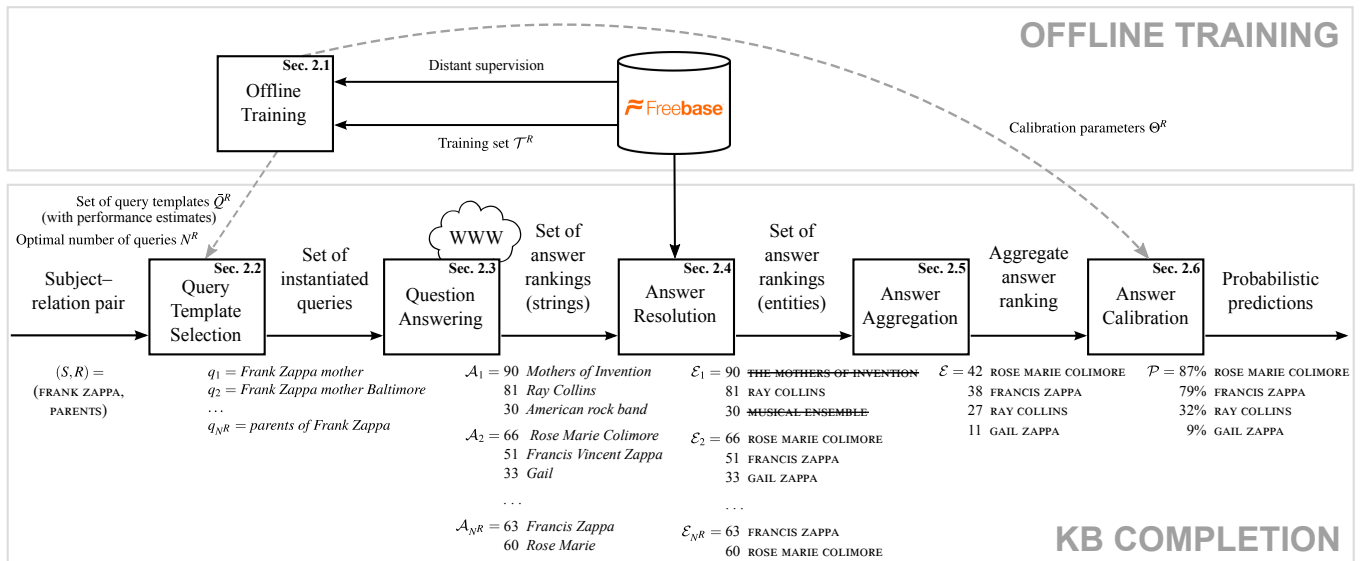 OFFLINE TRAINING
Sec. 2.1
Offline
Training
Distant supervision
Training set 𝒯ᴿ
Freebase
Calibration parameters Θᴿ
Set of query templates Q̄ᴿ
(with performance estimates)
Optimal number of queries Nᴿ
Subject–
relation pair
Sec. 2.2
Query
Template
Selection
Set of
instantiated
queries
WWW
Sec. 2.3
Question
Answering
Set of
answer
rankings
(strings)
Sec. 2.4
Answer
Resolution
Set of
answer
rankings
(entities)
Sec. 2.5
Answer
Aggregation
Aggregate
answer
ranking
Sec. 2.6
Answer
Calibration
Probabilistic
predictions
(S,R) =
(FRANK ZAPPA,
PARENTS)
q₁ = Frank Zappa mother
q₂ = Frank Zappa mother Baltimore
...
q_Nᴿ = parents of Frank Zappa
𝒜₁ = 90 Mothers of Invention
81 Ray Collins
30 American rock band
𝒜₂ = 66 Rose Marie Colimore
51 Francis Vincent Zappa
33 Gail
...
𝒜_Nᴿ = 63 Francis Zappa
60 Rose Marie
ℰ₁ = 90 THE MOTHERS OF INVENTION
81 RAY COLLINS
30 MUSICAL ENSEMBLE
ℰ₂ = 66 ROSE MARIE COLIMORE
51 FRANCIS ZAPPA
33 GAIL ZAPPA
...
ℰ_Nᴿ = 63 FRANCIS ZAPPA
60 ROSE MARIE COLIMORE
ℰ = 42 ROSE MARIE COLIMORE
38 FRANCIS ZAPPA
27 RAY COLLINS
11 GAIL ZAPPA
𝒫 = 87% ROSE MARIE COLIMORE
79% FRANCIS ZAPPA
32% RAY COLLINS
9% GAIL ZAPPA
KB COMPLETION